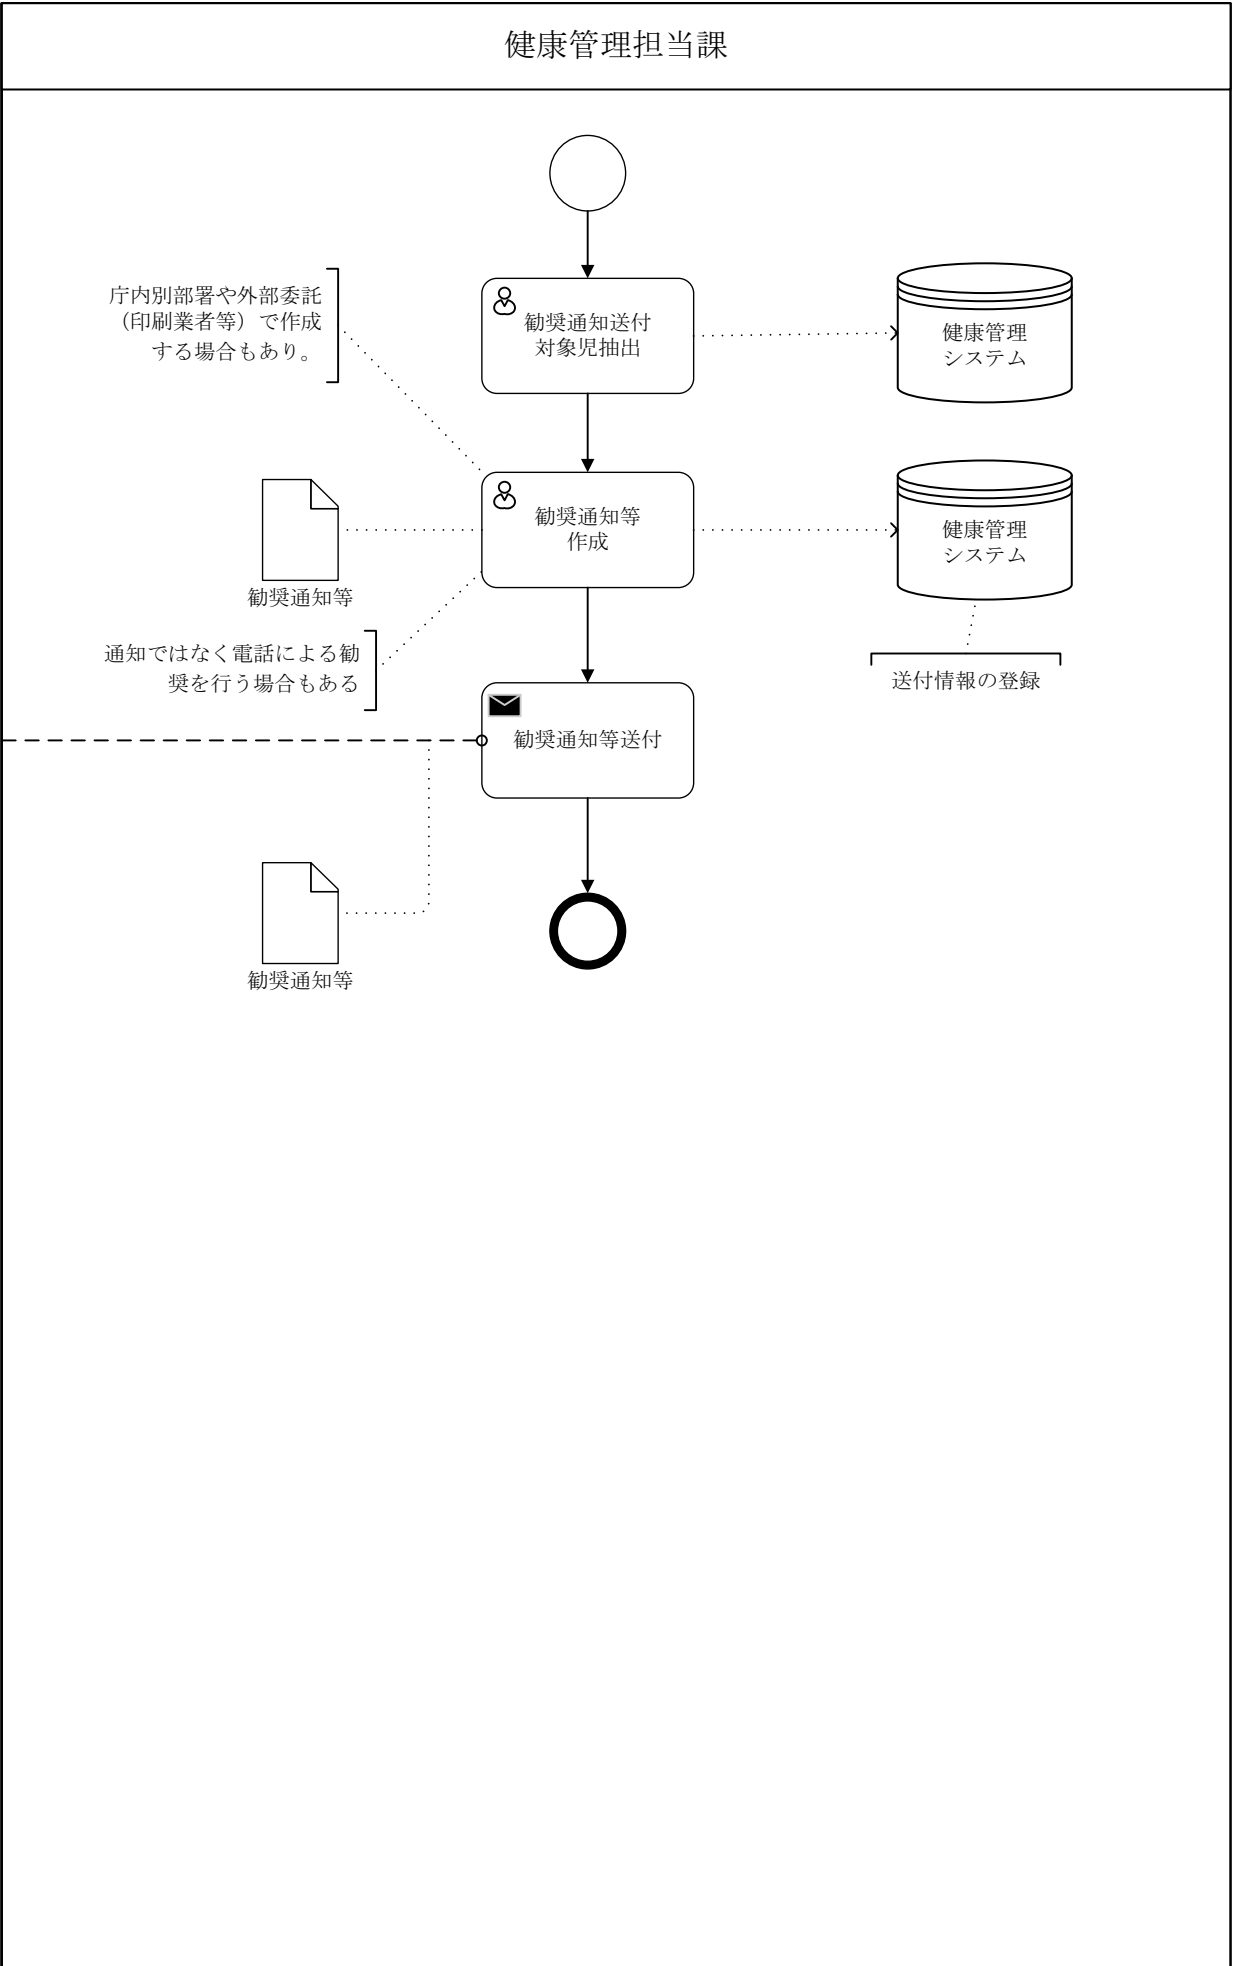 健康管理担当課
庁内別部署や外部委託
（印刷業者等）で作成
する場合もあり。
勧奨通知送付
対象児抽出
健康管理
システム
勧奨通知等
作成
健康管理
システム
勧奨通知等
通知ではなく電話による勧
奨を行う場合もある
送付情報の登録
勧奨通知等送付
勧奨通知等